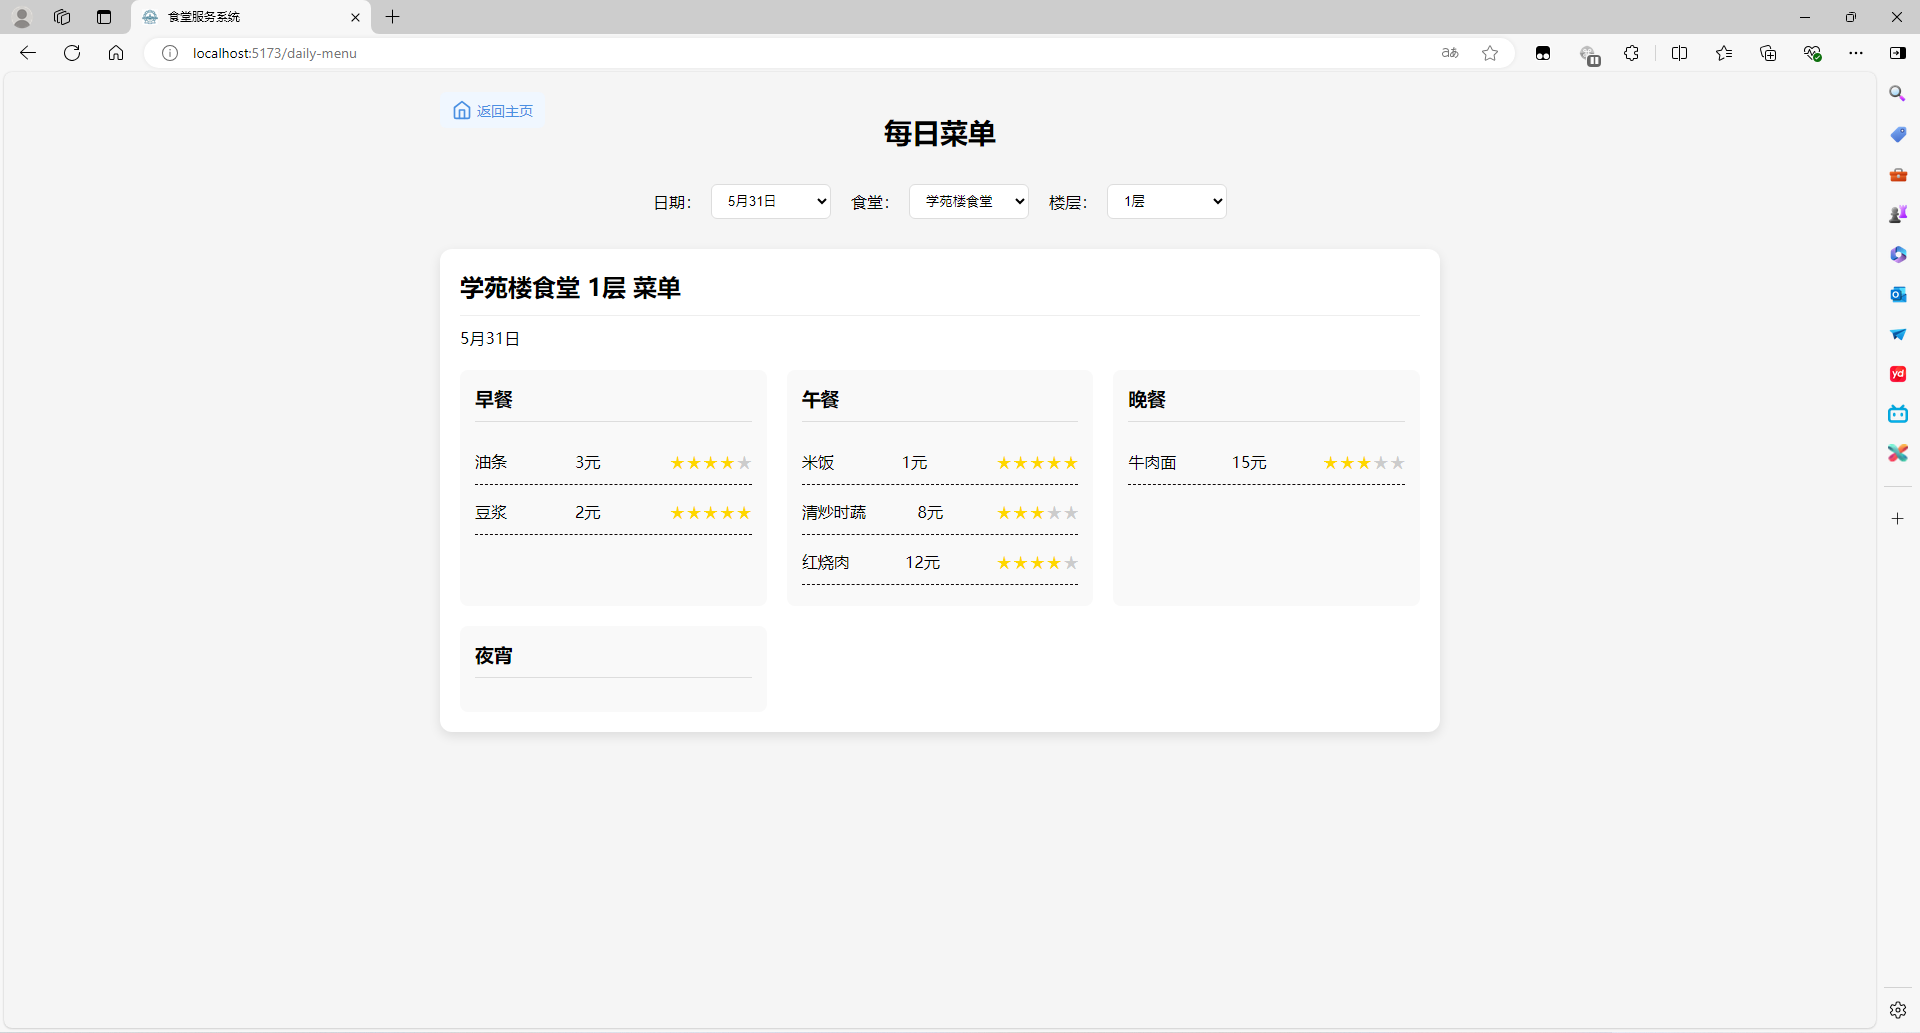 食堂服务系统
localhost:5173/daily-menu
返回主页
每日菜单
日期： 5月31日 食堂： 学苑楼食堂 楼层： 1层
学苑楼食堂 1层 菜单
5月31日
早餐
油条 3元 ★★★★★
豆浆 2元 ★★★★★
午餐
米饭 1元 ★★★★★
清炒时蔬 8元 ★★★★★
红烧肉 12元 ★★★★★
晚餐
牛肉面 15元 ★★★★★
夜宵